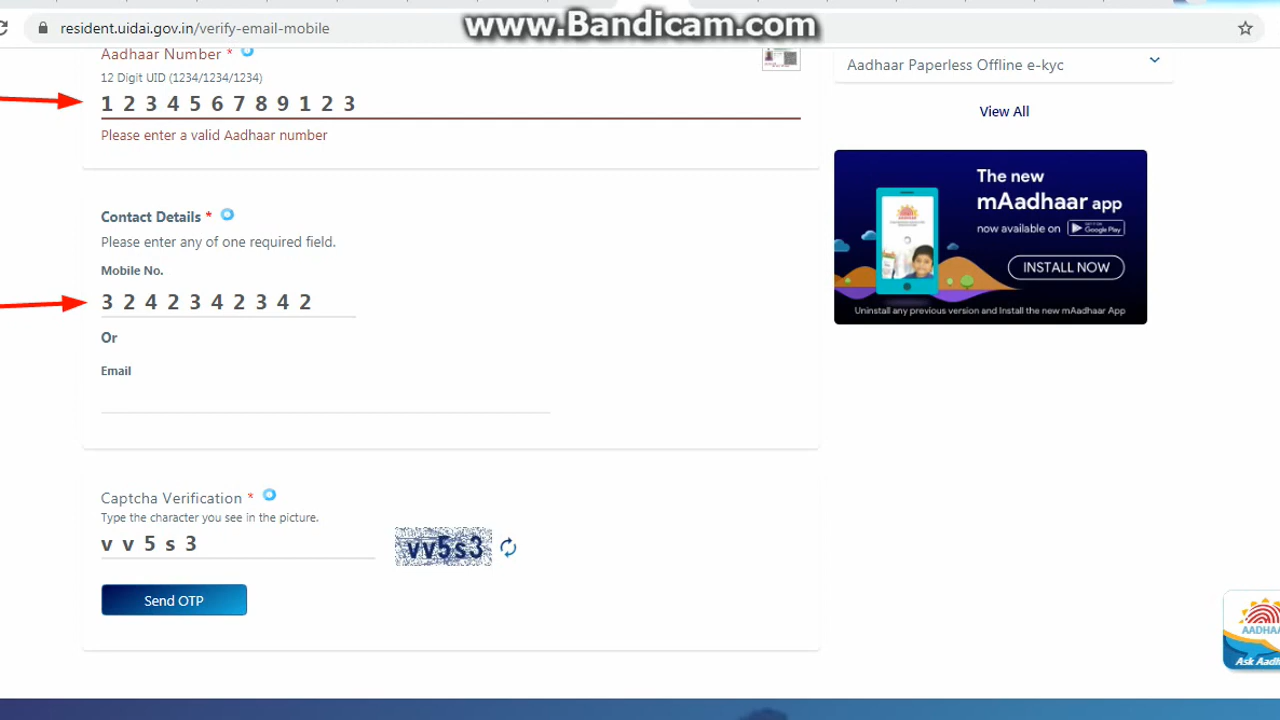 www.Bandicam.com
resident.uidai.gov.in/verify-email-mobile
Aadhaar Number *
12 Digit UID (1234/1234/1234)
1 2 3 4 5 6 7 8 9 1 2 3
Please enter a valid Aadhaar number
Contact Details *
Please enter any of one required field.
Mobile No.
3 2 4 2 3 4 2 3 4 2
Or
Email
Captcha Verification *
Type the character you see in the picture.
v v 5 s 3
vv5s3
Send OTP
Aadhaar Paperless Offline e-kyc
View All
The new
mAadhaar app
now available on GET IT ON Google Play
INSTALL NOW
Uninstall any previous version and Install the new mAadhaar App
AADHAA
Ask Aadh